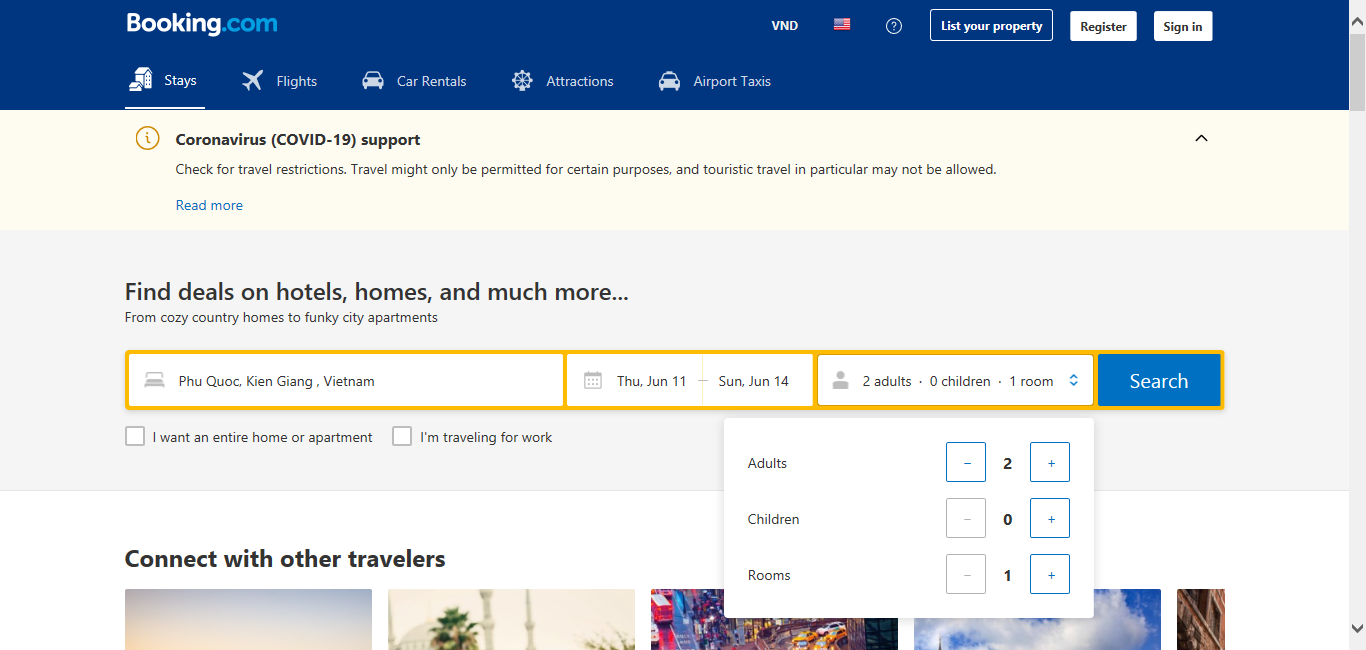 Booking.com
VND
List your property
Register
Sign in
Stays
Flights
Car Rentals
Attractions
Airport Taxis
Coronavirus (COVID-19) support
Check for travel restrictions. Travel might only be permitted for certain purposes, and touristic travel in particular may not be allowed.
Read more
Find deals on hotels, homes, and much more...
From cozy country homes to funky city apartments
Phu Quoc, Kien Giang , Vietnam
Thu, Jun 11 — Sun, Jun 14
2 adults · 0 children · 1 room
Search
I want an entire home or apartment
I'm traveling for work
Adults − 2 +
Children − 0 +
Rooms − 1 +
Connect with other travelers